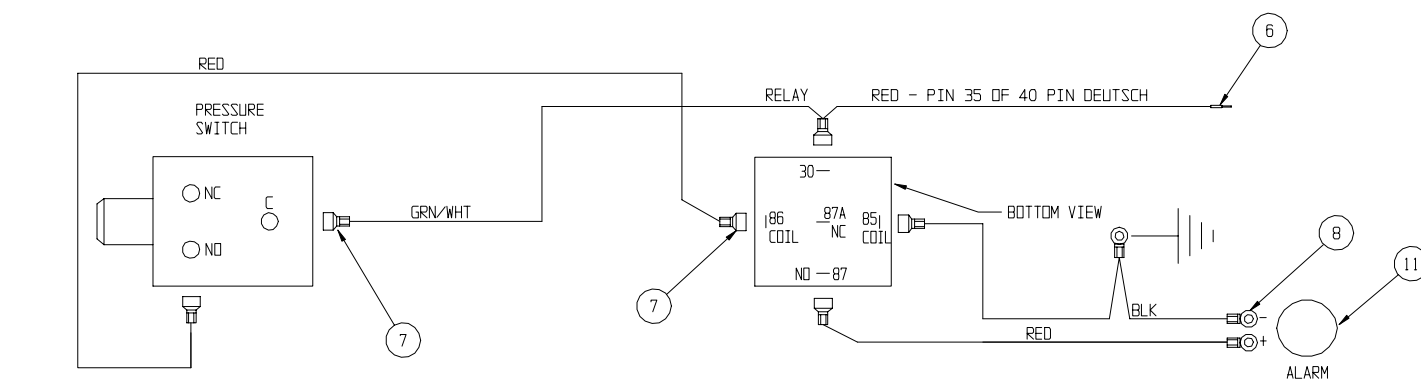 6
RED
RELAY
RED - PIN 35 OF 40 PIN DEUTSCH
PRESSURE
SWITCH
30
NC
C
GRN/WHT
86
COIL
87A
NC
85
COIL
BOTTOM VIEW
NO
NO 87
8
11
7
7
BLK
-
RED
+
ALARM